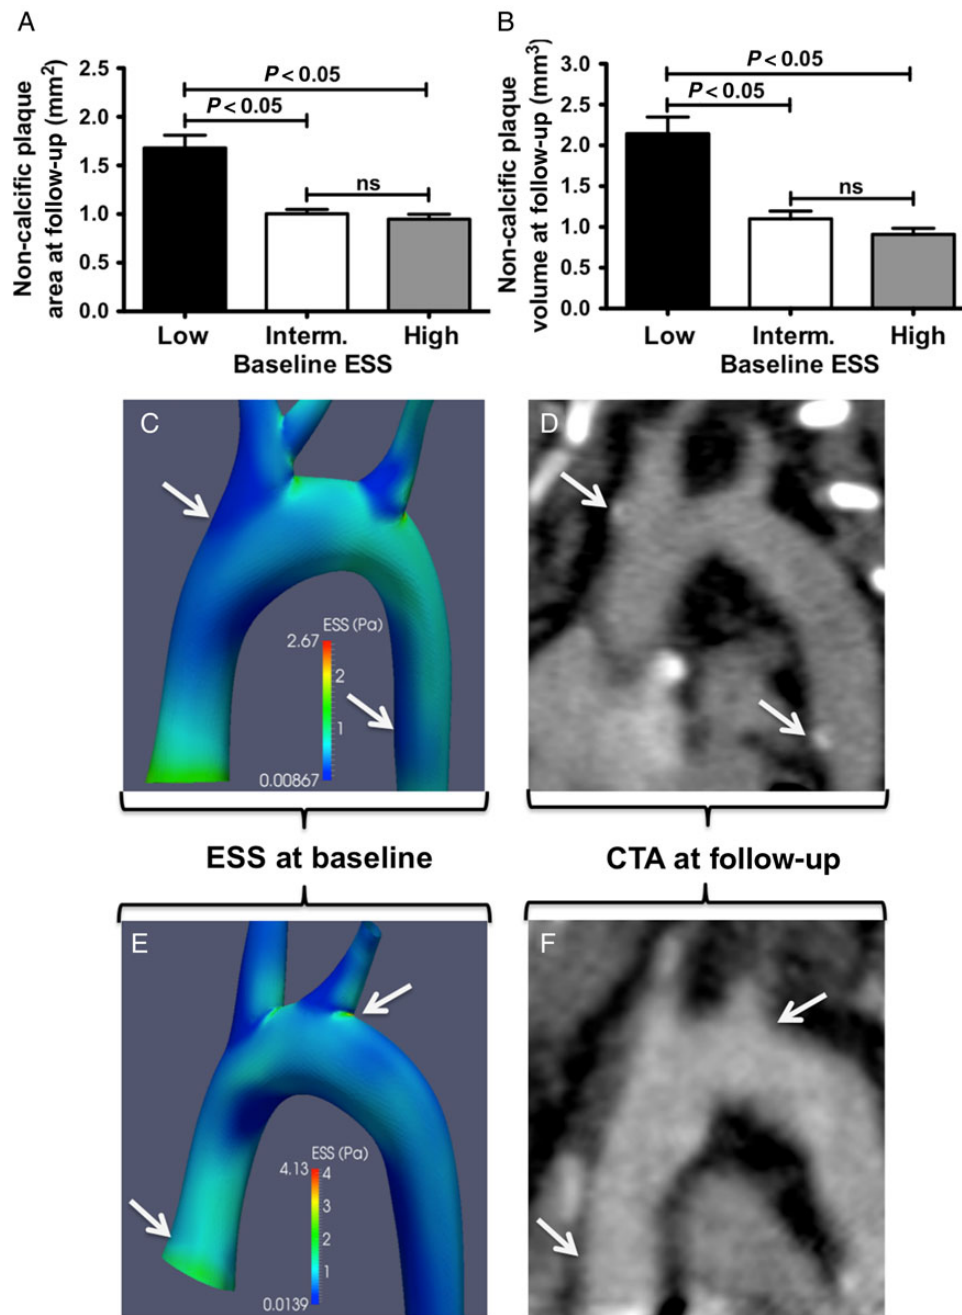 A
Non-calcific plaque
area at follow-up (mm²)
2.5
2.0
1.5
1.0
0.5
0.0
P < 0.05
P < 0.05
ns
Low Interm. High
Baseline ESS
B
Non-calcific plaque
volume at follow-up (mm³)
3.0
2.5
2.0
1.5
1.0
0.5
0.0
P < 0.05
P < 0.05
ns
Low Interm. High
Baseline ESS
C
ESS (Pa)
2.67
2
1
0.00867
D
ESS at baseline
CTA at follow-up
E
ESS (Pa)
4.13
4
3
2
1
0.0139
F